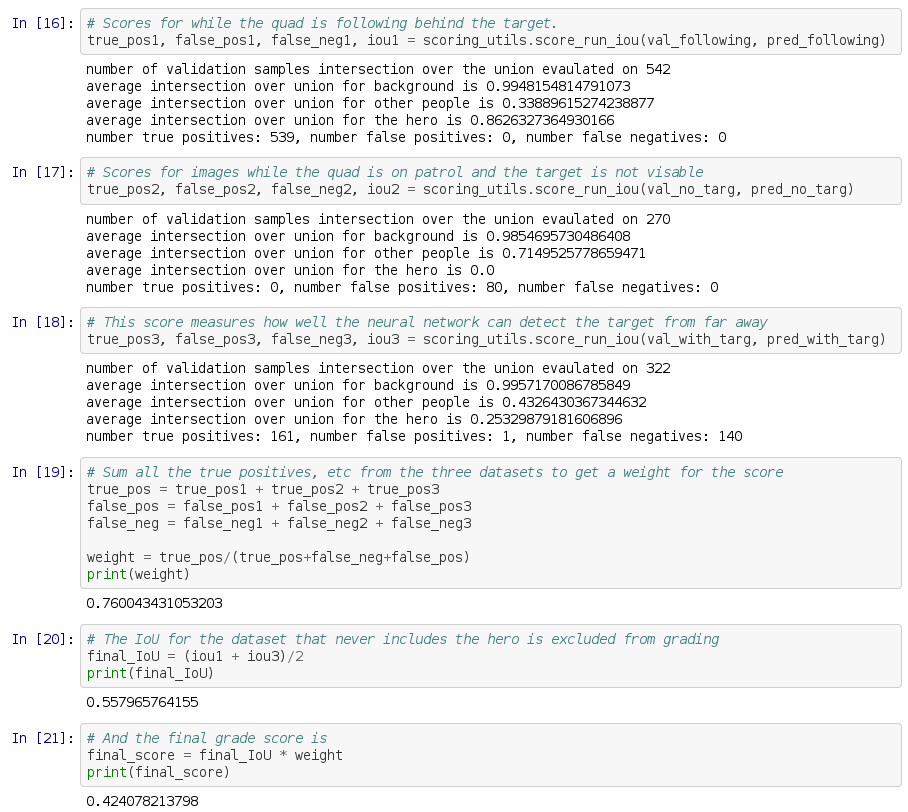 In [16]: # Scores for while the quad is following behind the target.
true_pos1, false_pos1, false_neg1, iou1 = scoring_utils.score_run_iou(val_following, pred_following)
number of validation samples intersection over the union evaulated on 542
average intersection over union for background is 0.9948154814791073
average intersection over union for other people is 0.33889615274238877
average intersection over union for the hero is 0.8626327364930166
number true positives: 539, number false positives: 0, number false negatives: 0
In [17]: # Scores for images while the quad is on patrol and the target is not visable
true_pos2, false_pos2, false_neg2, iou2 = scoring_utils.score_run_iou(val_no_targ, pred_no_targ)
number of validation samples intersection over the union evaulated on 270
average intersection over union for background is 0.9854695730486408
average intersection over union for other people is 0.7149525778659471
average intersection over union for the hero is 0.0
number true positives: 0, number false positives: 80, number false negatives: 0
In [18]: # This score measures how well the neural network can detect the target from far away
true_pos3, false_pos3, false_neg3, iou3 = scoring_utils.score_run_iou(val_with_targ, pred_with_targ)
number of validation samples intersection over the union evaulated on 322
average intersection over union for background is 0.9957170086785849
average intersection over union for other people is 0.4326430367344632
average intersection over union for the hero is 0.25329879181606896
number true positives: 161, number false positives: 1, number false negatives: 140
In [19]: # Sum all the true positives, etc from the three datasets to get a weight for the score
true_pos = true_pos1 + true_pos2 + true_pos3
false_pos = false_pos1 + false_pos2 + false_pos3
false_neg = false_neg1 + false_neg2 + false_neg3
weight = true_pos/(true_pos+false_neg+false_pos)
print(weight)
0.760043431053203
In [20]: # The IoU for the dataset that never includes the hero is excluded from grading
final_IoU = (iou1 + iou3)/2
print(final_IoU)
0.557965764155
In [21]: # And the final grade score is
final_score = final_IoU * weight
print(final_score)
0.424078213798